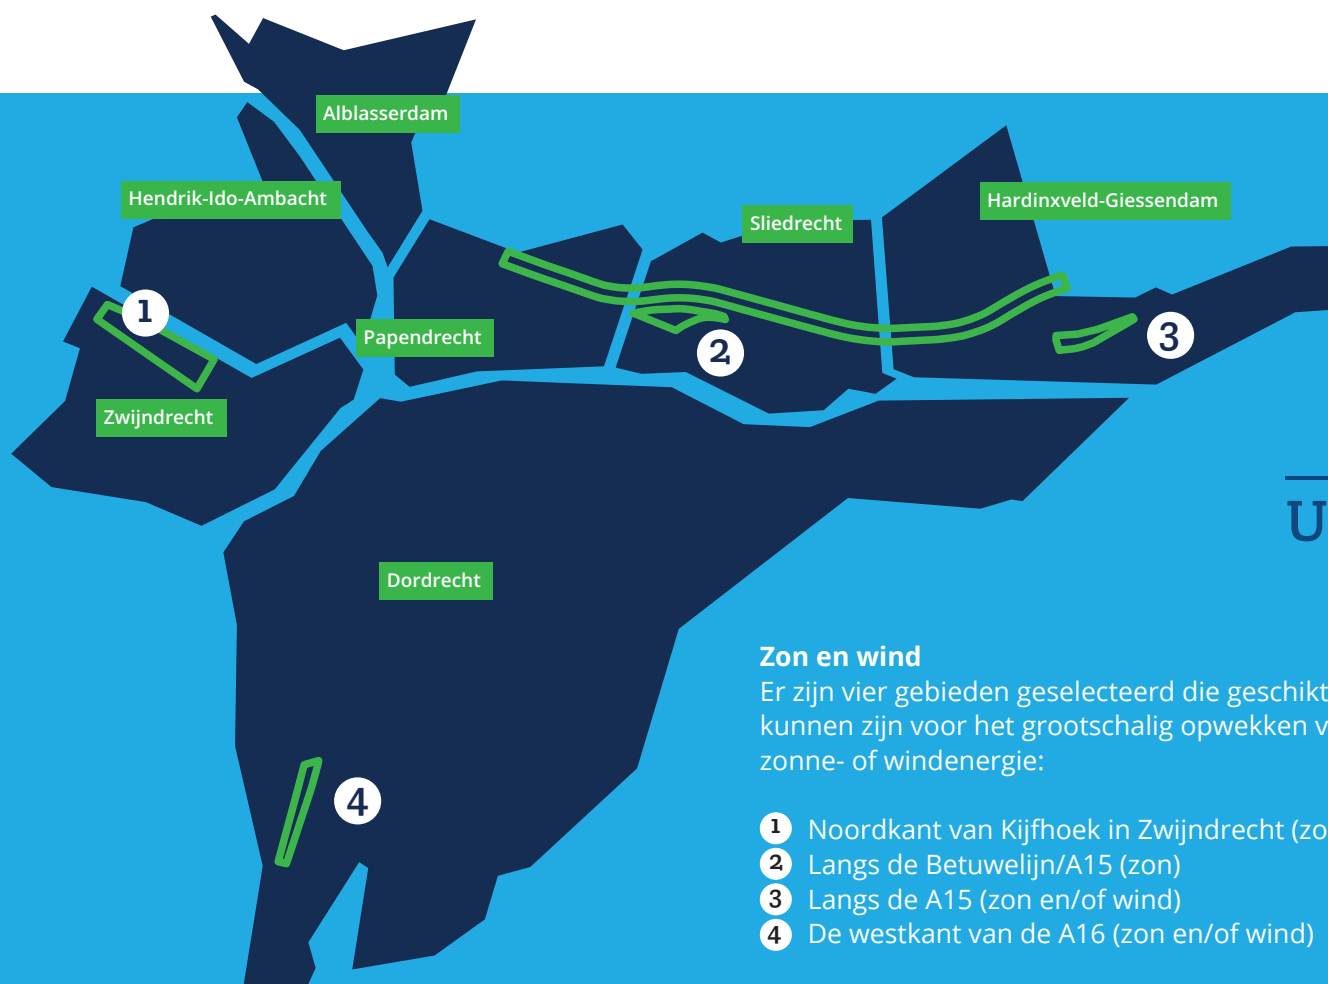 Alblasserdam
Hendrik-Ido-Ambacht
Hardinxveld-Giessendam
Sliedrecht
1
Papendrecht
2
3
Zwijndrecht
U
Dordrecht
4
Zon en wind
Er zijn vier gebieden geselecteerd die geschikt
kunnen zijn voor het grootschalig opwekken v
zonne- of windenergie:
1 Noordkant van Kijfhoek in Zwijndrecht (zo
2 Langs de Betuwelijn/A15 (zon)
3 Langs de A15 (zon en/of wind)
4 De westkant van de A16 (zon en/of wind)